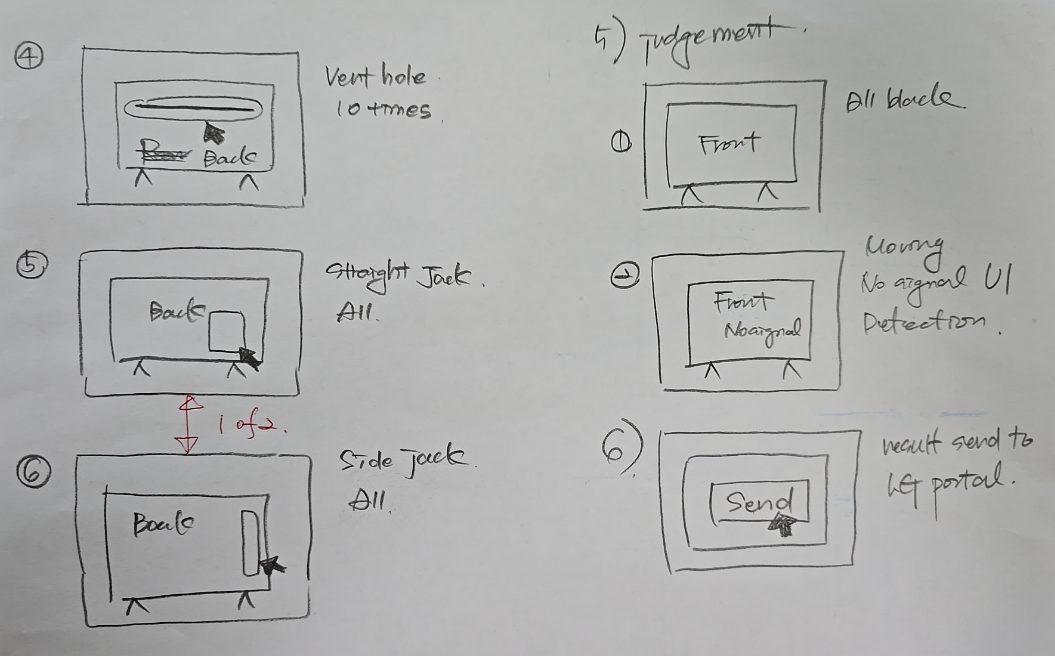 ④
Vent hole
10 times
Back
⑤
Straight Jack.
All.
Back
1 of 2.
⑥
Side Jack.
All.
Back
5) Judgement.
①
All black
Front
②
Moving
No signal UI
Detection.
Front
No signal
6)
result send to
LG portal.
Send